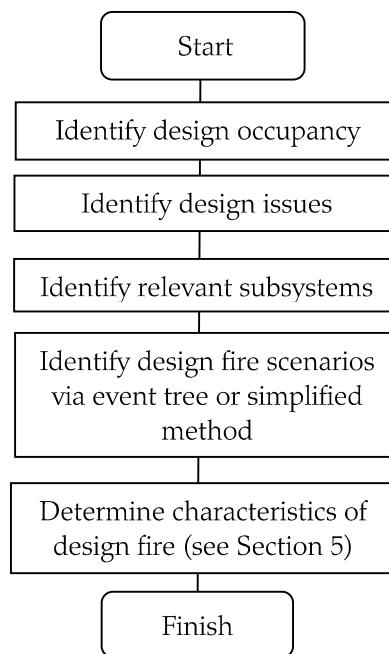 Start
Identify design occupancy
Identify design issues
Identify relevant subsystems
Identify design fire scenarios
via event tree or simplified
method
Determine characteristics of
design fire (see Section 5)
Finish